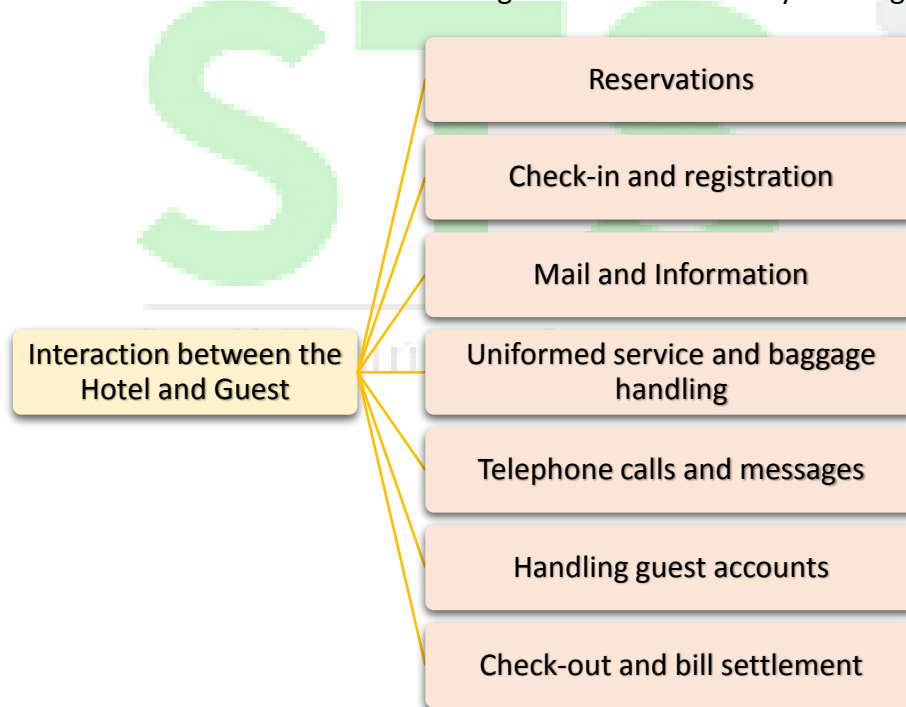 Reservations
Check-in and registration
Mail and Information
Interaction between the
Hotel and Guest
Uniformed service and baggage
handling
Telephone calls and messages
Handling guest accounts
Check-out and bill settlement